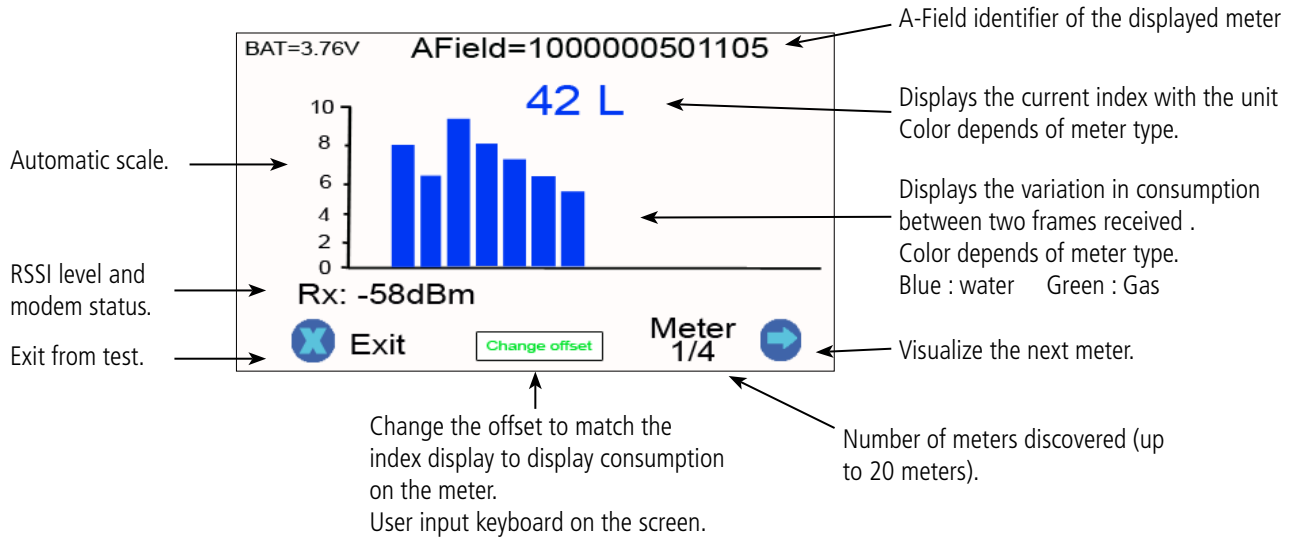 A-Field identifier of the displayed meter
BAT=3.76V
AField=1000000501105
42 L
Displays the current index with the unit
Color depends of meter type.
10
8
6
4
2
0
Automatic scale.
Displays the variation in consumption
between two frames received .
Color depends of meter type.
Blue : water Green : Gas
RSSI level and
modem status.
Rx: -58dBm
Exit from test.
X
Exit
Change offset
Meter
1/4
Visualize the next meter.
Change the offset to match the
index display to display consumption
on the meter.
User input keyboard on the screen.
Number of meters discovered (up
to 20 meters).